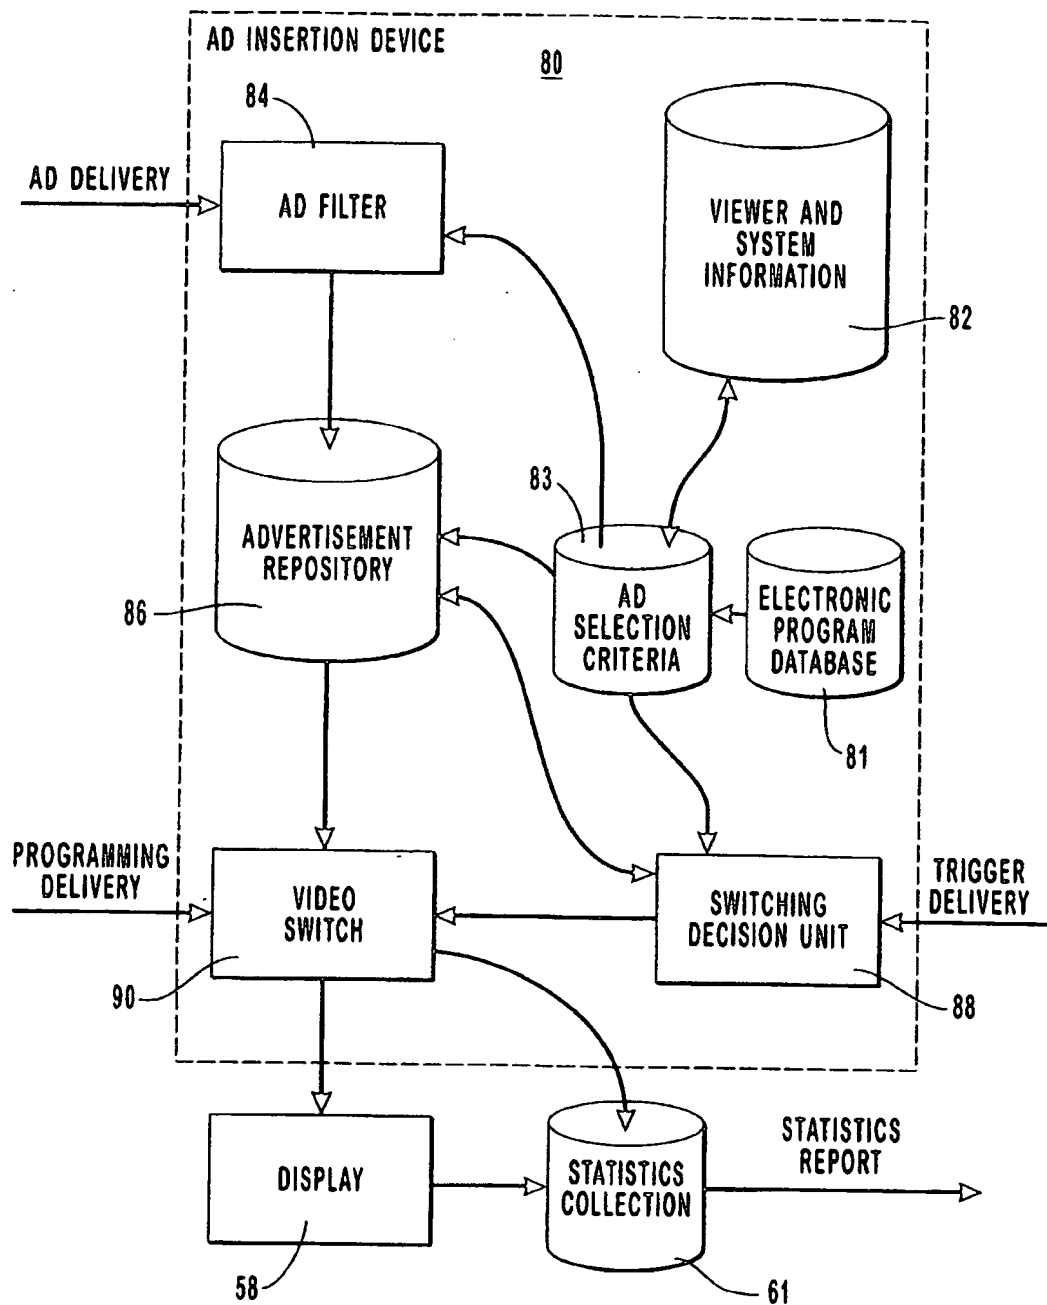 AD INSERTION DEVICE
80
84
AD DELIVERY
AD FILTER
VIEWER AND
SYSTEM
INFORMATION
82
83
ADVERTISEMENT
REPOSITORY
86
AD
SELECTION
CRITERIA
ELECTRONIC
PROGRAM
DATABASE
81
PROGRAMMING
DELIVERY
VIDEO
SWITCH
90
SWITCHING
DECISION UNIT
88
TRIGGER
DELIVERY
DISPLAY
58
STATISTICS
COLLECTION
61
STATISTICS
REPORT